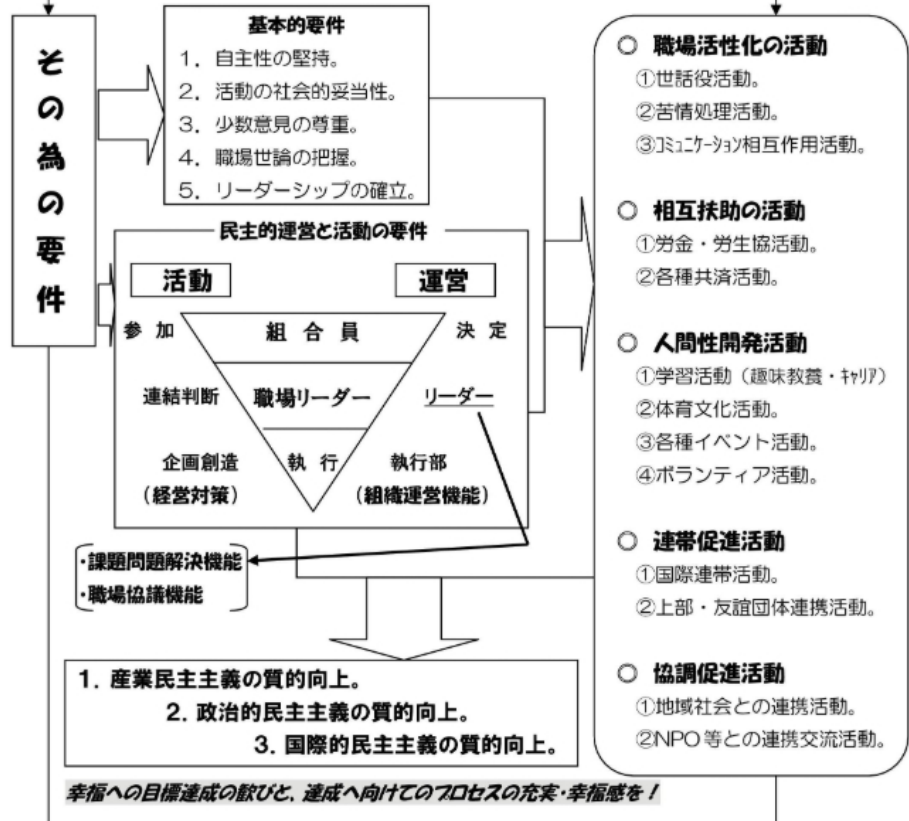 その為の要件
基本的要件
1．自主性の堅持。
2．活動の社会的妥当性。
3．少数意見の尊重。
4．職場世論の把握。
5．リーダーシップの確立。
民主的運営と活動の要件
活動 運営
参加 組合員 決定
連結判断 職場リーダー リーダー
企画創造 執行 執行部
(経営対策) (組織運営機能)
・課題問題解決機能
・職場協議機能
1．産業民主主義の質的向上。
2．政治的民主主義の質的向上。
3．国際的民主主義の質的向上。
幸福への目標達成の歓びと、達成へ向けてのプロセスの充実・幸福感を！
○ 職場活性化の活動
①世話役活動。
②苦情処理活動。
③ｺﾐｭﾆｹｰｼｮﾝ相互作用活動。
○ 相互扶助の活動
①労金・労生協活動。
②各種共済活動。
○ 人間性開発活動
①学習活動（趣味教養・ｷｬﾘｱ）
②体育文化活動。
③各種イベント活動。
④ボランティア活動。
○ 連帯促進活動
①国際連帯活動。
②上部・友誼団体連携活動。
○ 協調促進活動
①地域社会との連携活動。
②NPO等との連携交流活動。